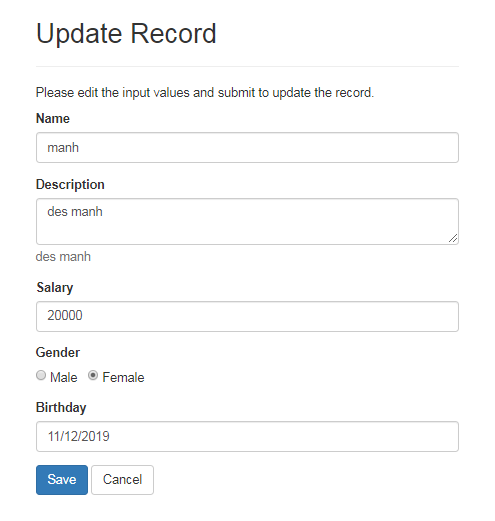 Update Record
Please edit the input values and submit to update the record.
Name
manh
Description
des manh
des manh
Salary
20000
Gender
Male Female
Birthday
11/12/2019
Save Cancel